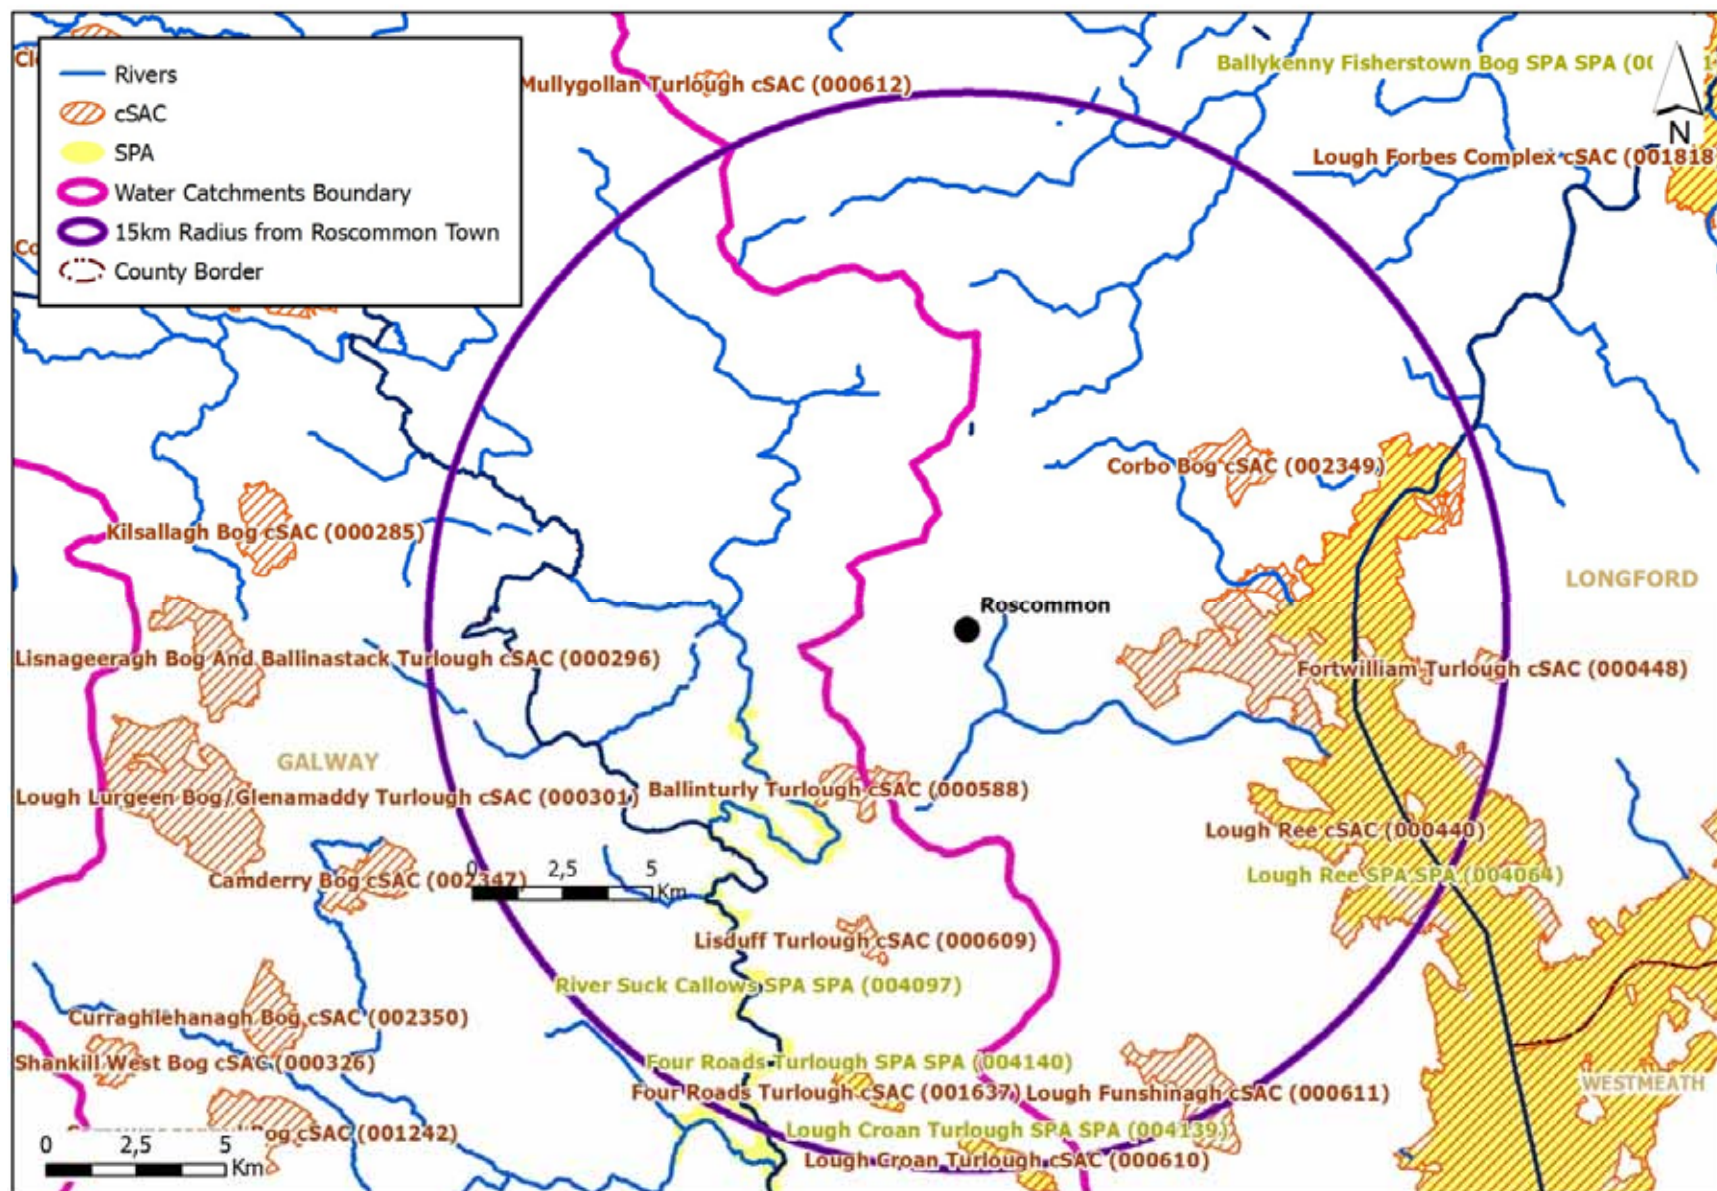 Rivers
cSAC
SPA
Water Catchments Boundary
15km Radius from Roscommon Town
County Border
Mullygollan Turlough cSAC (000612)
Ballykenny Fisherstown Bog SPA SPA
N
Lough Forbes Complex cSAC (001818
Corbo Bog cSAC (002349)
Kilsallagh Bog cSAC (000285)
LONGFORD
Roscommon
Lisnageeragh Bog And Ballinastack Turlough cSAC (000296)
Fortwilliam Turlough cSAC (000448)
GALWAY
Lough Lurgeen Bog/Glenamaddy Turlough cSAC (000301)
Ballinturly Turlough cSAC (000588)
Lough Ree cSAC (000440)
Lough Ree SPA SPA (004064)
Camderry Bog cSAC (002347)
0 2,5 5
Km
Lisduff Turlough cSAC (000609)
River Suck Callows SPA SPA (004097)
Curraghlehanagh Bog cSAC (002350)
Shankill West Bog cSAC (000326)
Four Roads Turlough SPA SPA (004140)
Four Roads Turlough cSAC (001637)
Lough Funshinagh cSAC (000611)
WESTMEATH
Bog cSAC (001242)
Lough Croan Turlough SPA SPA (004139)
Lough Croan Turlough cSAC (000610)
0 2,5 5
Km